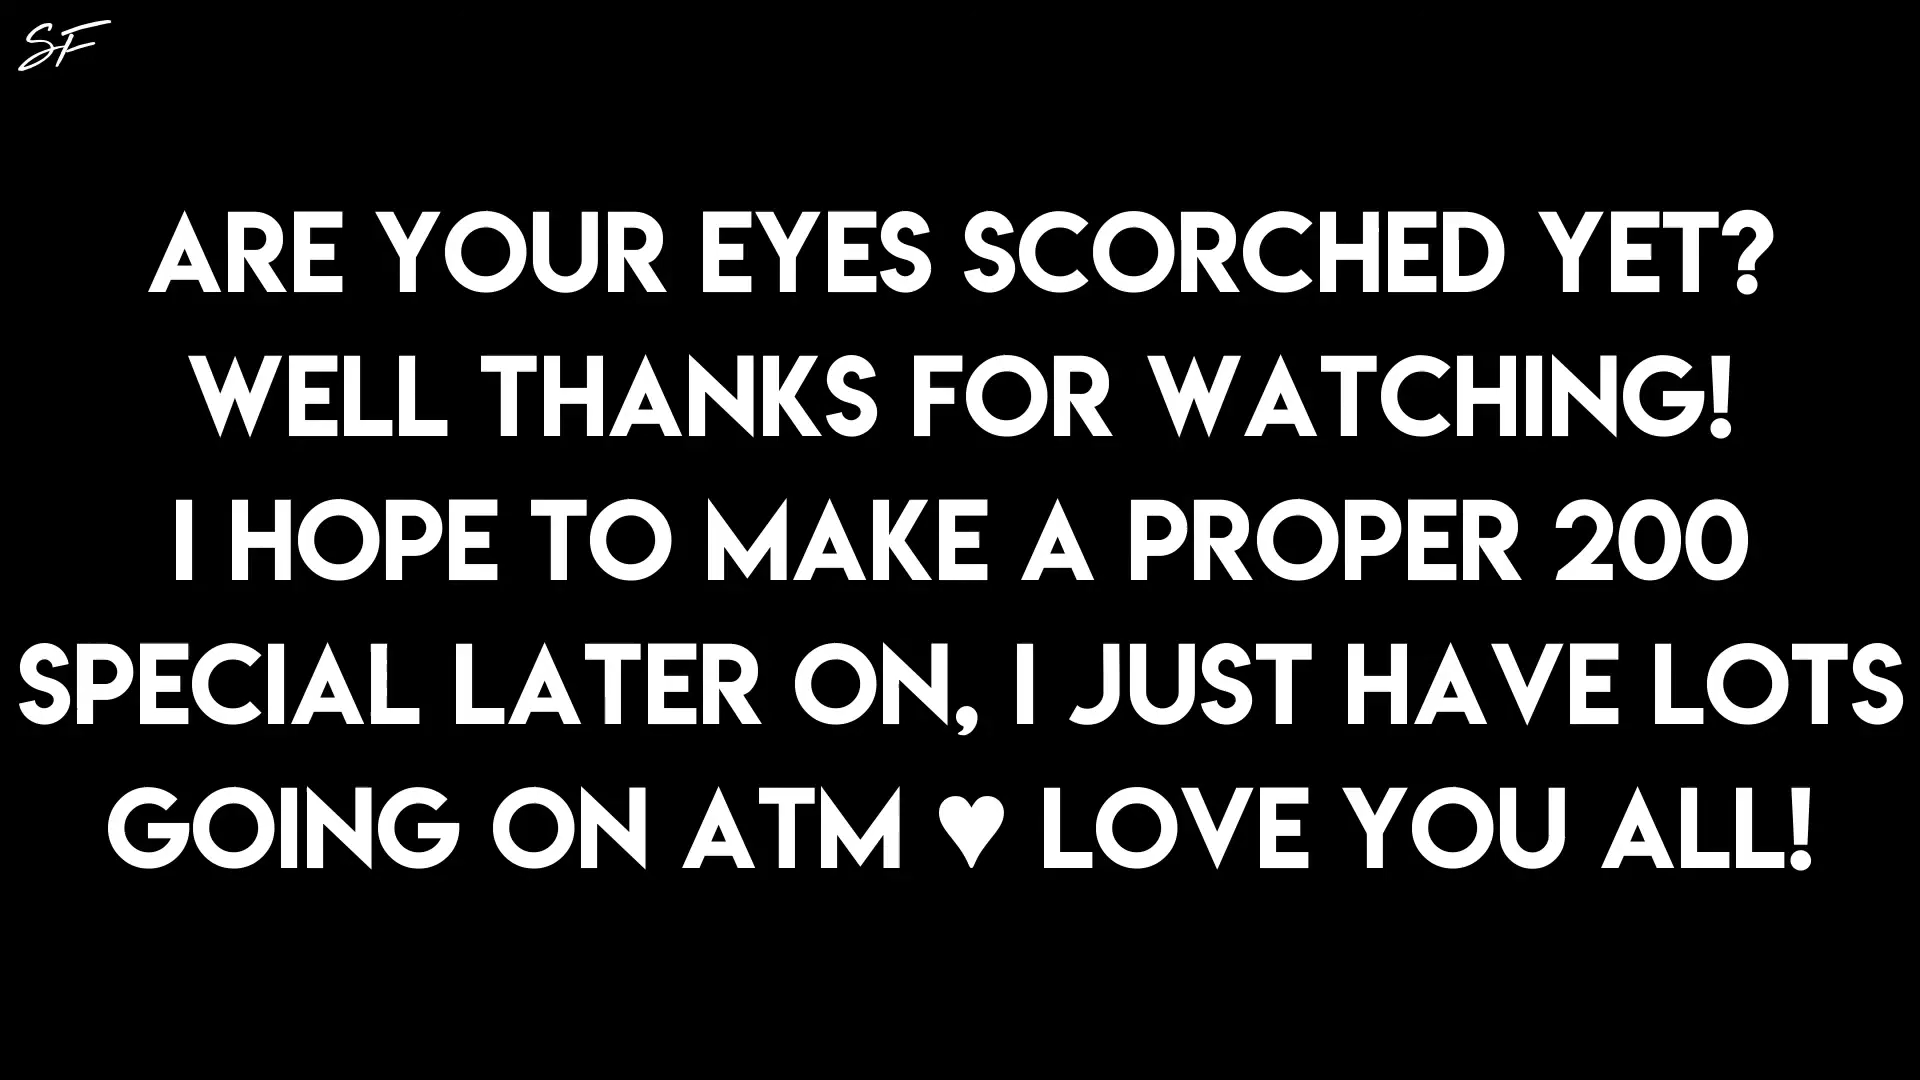 SF
ARE YOUR EYES SCORCHED YET?
WELL THANKS FOR WATCHING!
I HOPE TO MAKE A PROPER 200
SPECIAL LATER ON, I JUST HAVE LOTS
GOING ON ATM ♥ LOVE YOU ALL!